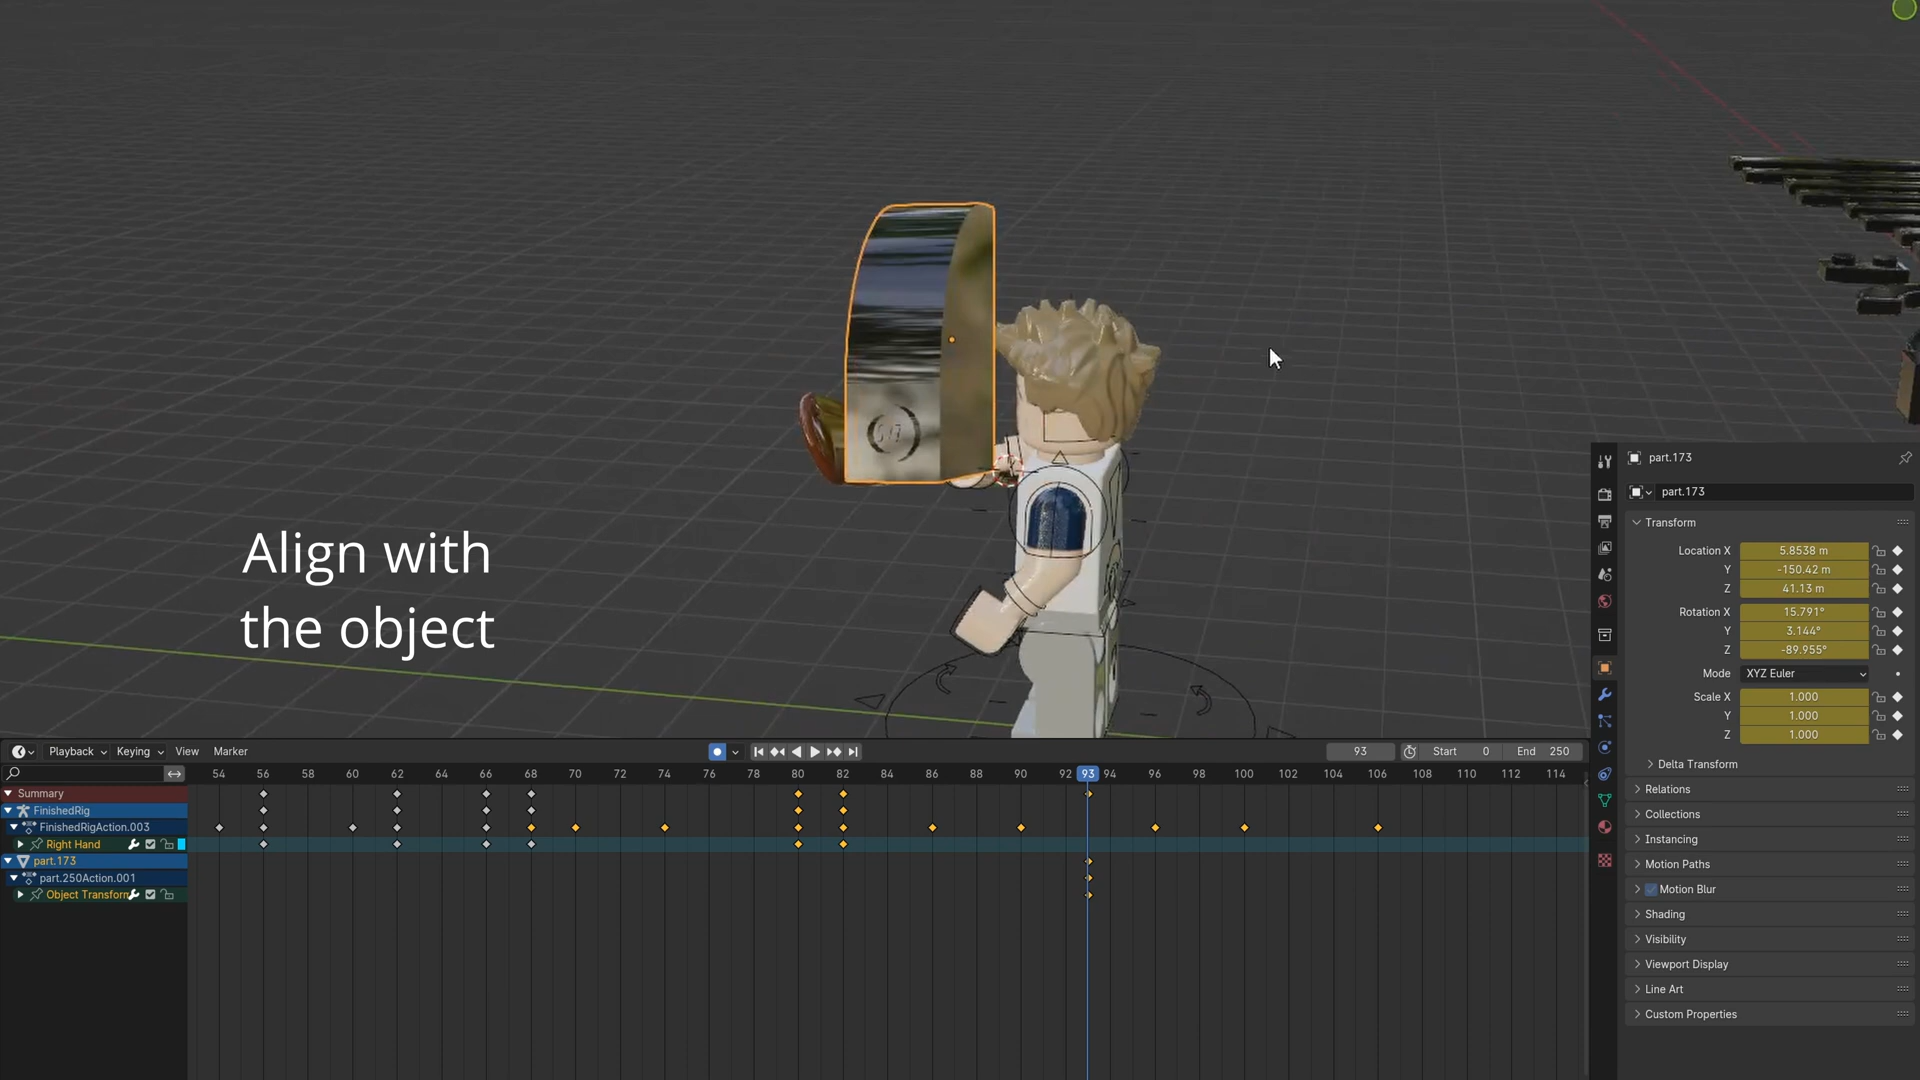 Align with
the object
part.173
part.173
Transform
Location X 5.8538 m
Y -150.42 m
Z 41.13 m
Rotation X 15.791°
Y 3.144°
Z -89.955°
Mode XYZ Euler
Scale X 1.000
Y 1.000
Z 1.000
Delta Transform
Relations
Collections
Instancing
Motion Paths
Motion Blur
Shading
Visibility
Viewport Display
Line Art
Custom Properties
Playback Keying View Marker 93 Start 0 End 250
54 56 58 60 62 64 66 68 70 72 74 76 78 80 82 84 86 88 90 92 93 94 96 98 100 102 104 106 108 110 112 114
Summary
FinishedRig
FinishedRigAction.003
Right Hand
part.173
part.250Action.001
Object Transform